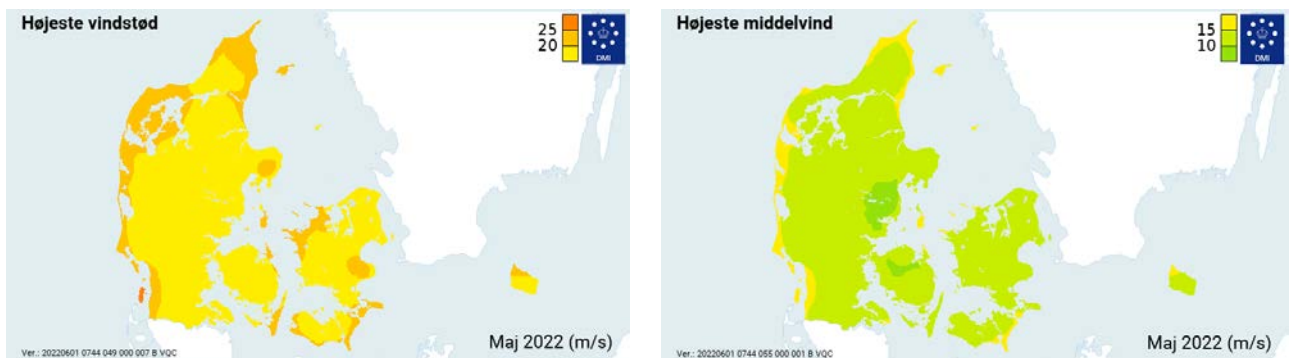 Højeste vindstød
25
20
DMI
Maj 2022 (m/s)
Ver.: 20220601 0744 049 000 007 B VQC
Højeste middelvind
15
10
DMI
Maj 2022 (m/s)
Ver.: 20220601 0744 055 000 001 B VQC